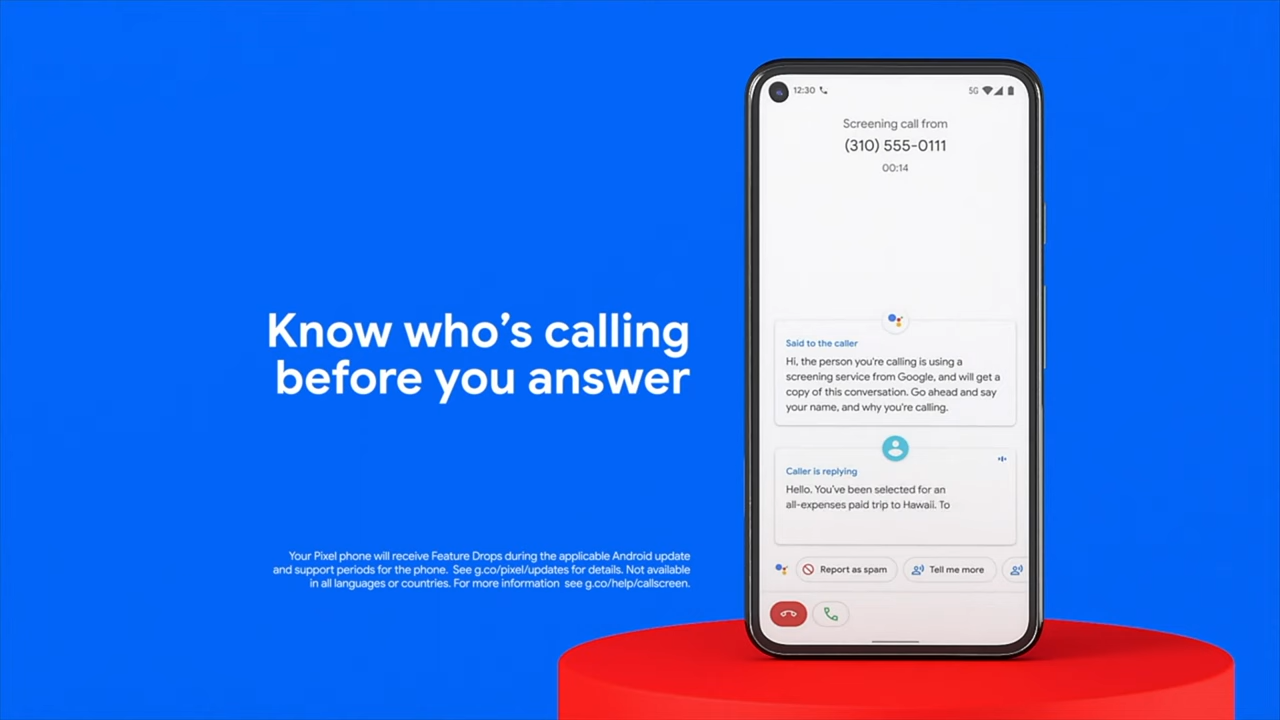 Know who's calling
before you answer
Your Pixel phone will receive Feature Drops during the applicable Android update
and support periods for the phone. See g.co/pixel/updates for details. Not available
in all languages or countries. For more information see g.co/help/callscreen.
12:30
5G
Screening call from
(310) 555-0111
00:14
Said to the caller
Hi, the person you're calling is using a
screening service from Google, and will get a
copy of this conversation. Go ahead and say
your name, and why you're calling.
Caller is replying
Hello. You've been selected for an
all-expenses paid trip to Hawaii. To
Report as spam
Tell me more